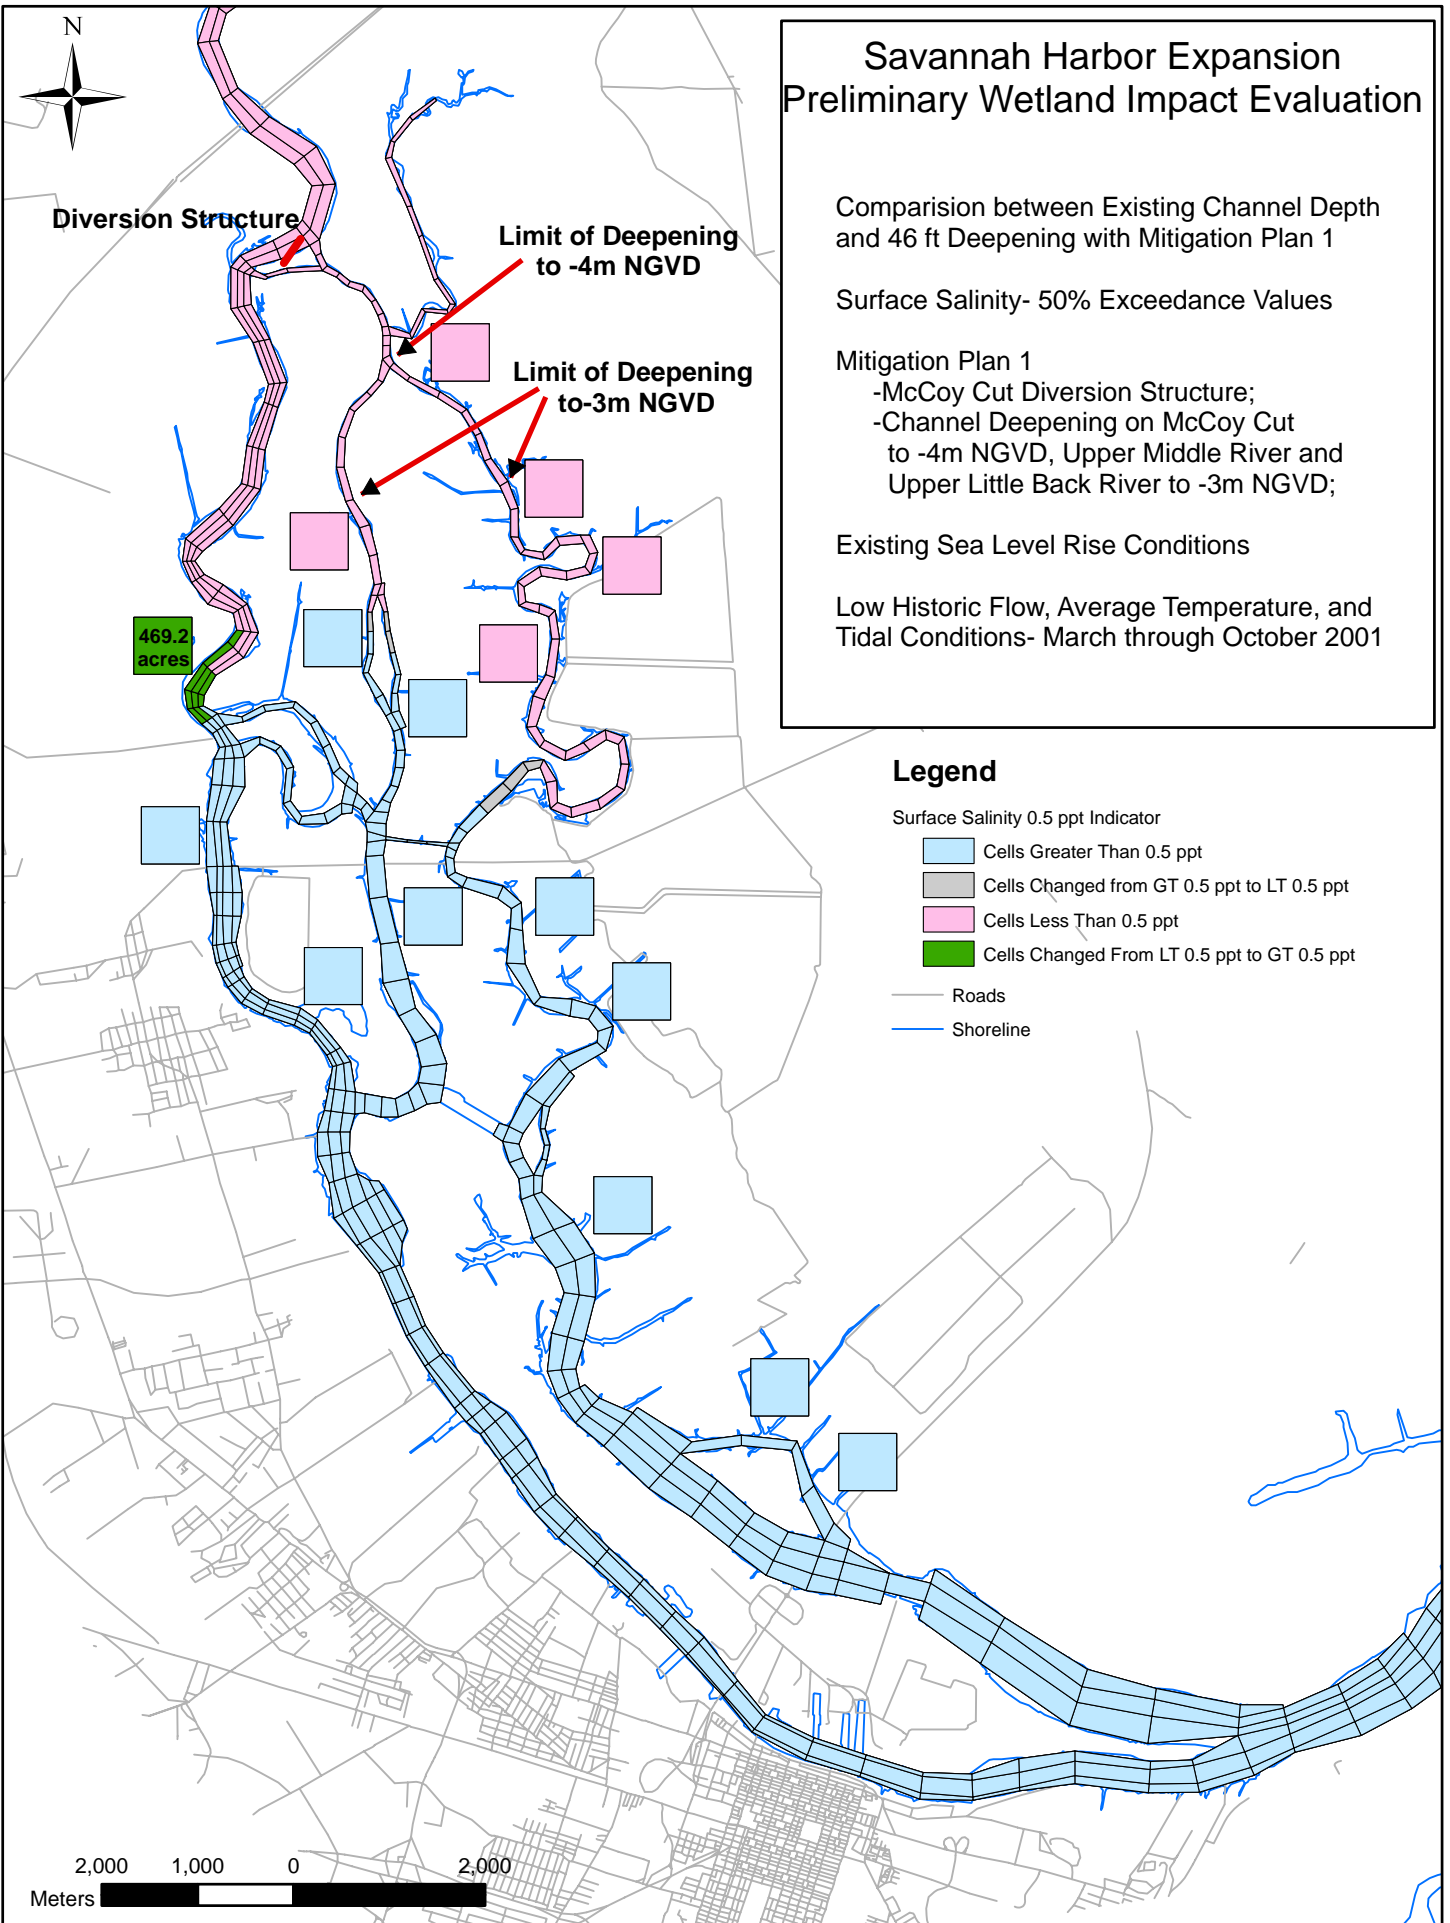 N
Savannah Harbor Expansion
Preliminary Wetland Impact Evaluation
Comparision between Existing Channel Depth
and 46 ft Deepening with Mitigation Plan 1
Surface Salinity- 50% Exceedance Values
Mitigation Plan 1
-McCoy Cut Diversion Structure;
-Channel Deepening on McCoy Cut
to -4m NGVD, Upper Middle River and
Upper Little Back River to -3m NGVD;
Existing Sea Level Rise Conditions
Low Historic Flow, Average Temperature, and
Tidal Conditions- March through October 2001
Diversion Structure
Limit of Deepening
to -4m NGVD
Limit of Deepening
to-3m NGVD
469.2
acres
Legend
Surface Salinity 0.5 ppt Indicator
Cells Greater Than 0.5 ppt
Cells Changed from GT 0.5 ppt to LT 0.5 ppt
Cells Less Than 0.5 ppt
Cells Changed From LT 0.5 ppt to GT 0.5 ppt
Roads
Shoreline
2,000 1,000 0 2,000
Meters